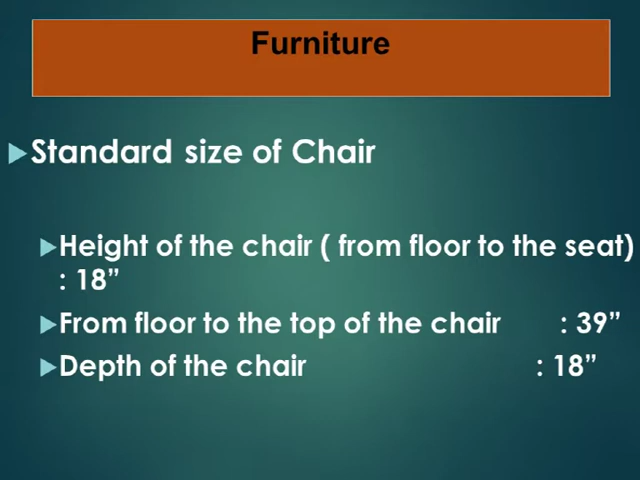 Furniture
Standard size of Chair
Height of the chair ( from floor to the seat)
: 18”
From floor to the top of the chair : 39”
Depth of the chair : 18”